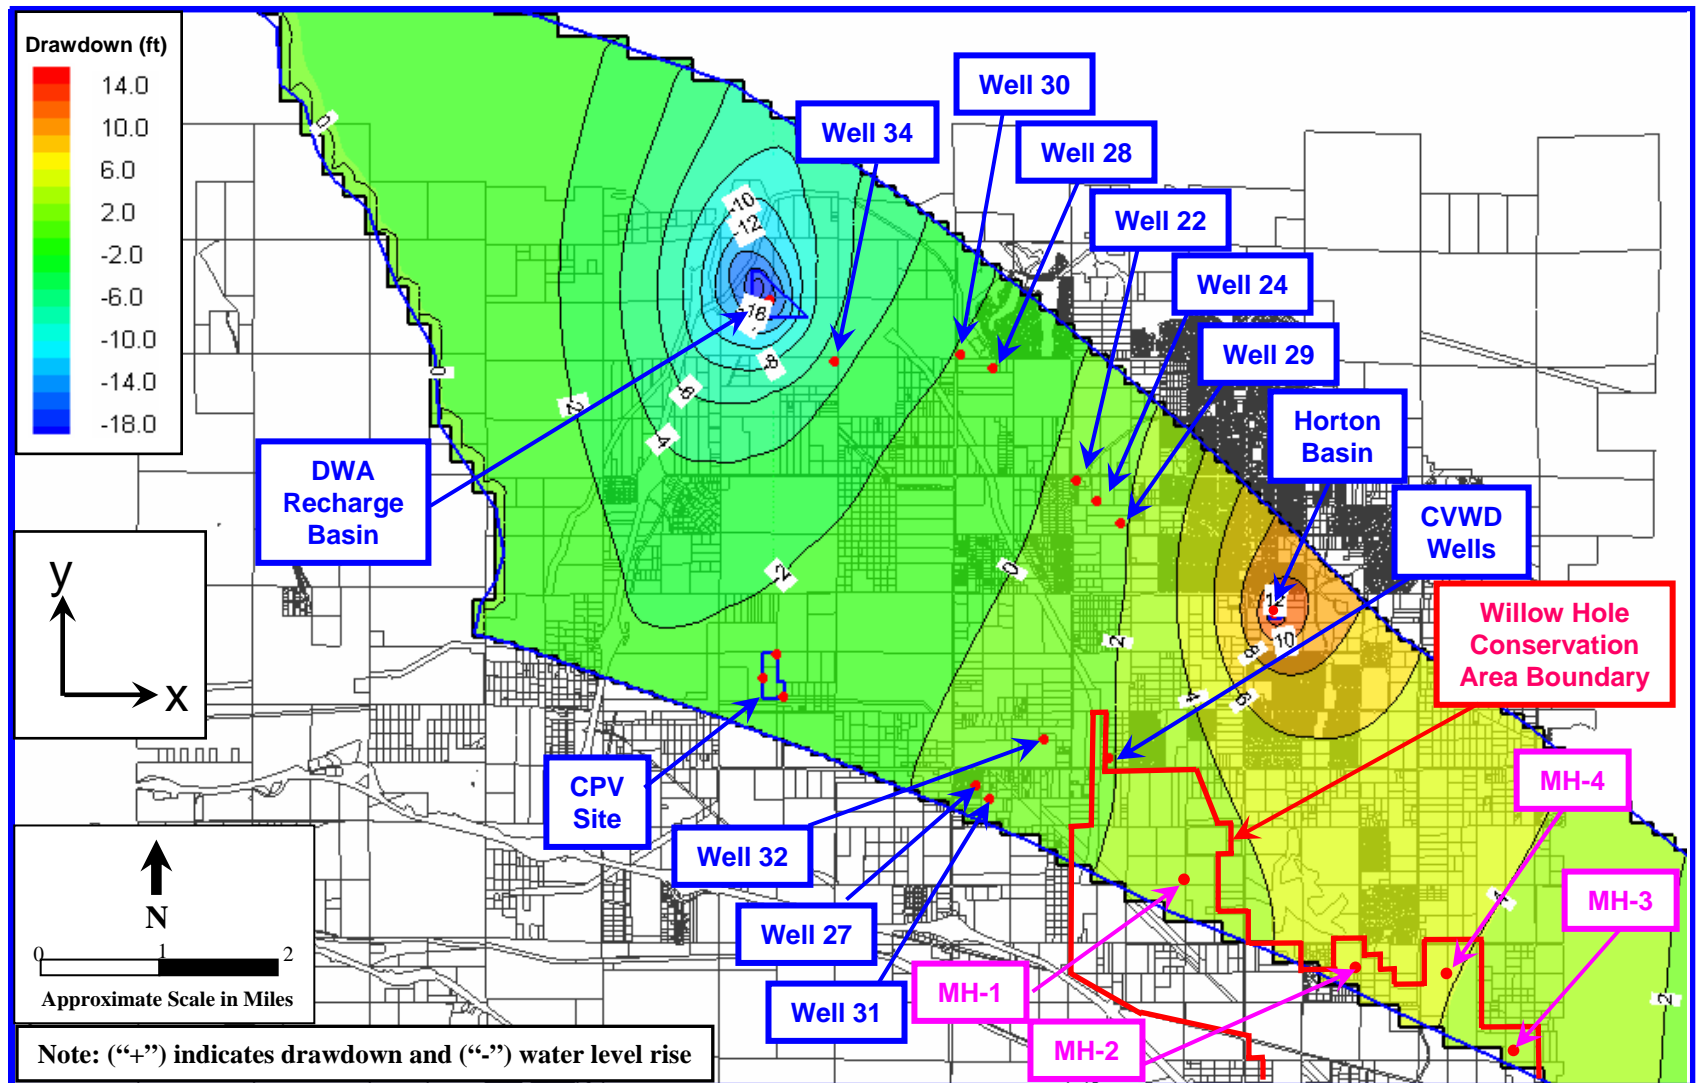 Drawdown (ft)
14.0
10.0
6.0
2.0
-2.0
-6.0
-10.0
-14.0
-18.0
Well 30
Well 34
Well 28
Well 22
Well 24
Well 29
Horton
Basin
CVWD
Wells
Willow Hole
Conservation
Area Boundary
DWA
Recharge
Basin
CPV
Site
Well 32
Well 27
Well 31
MH-1
MH-2
MH-4
MH-3
0
0
-10
-12
-18
-8
-6
-4
-2
-2
0
2
12
10
8
6
4
4
2
y
x
N
0 1 2
Approximate Scale in Miles
Note: (“+”) indicates drawdown and (“-”) water level rise